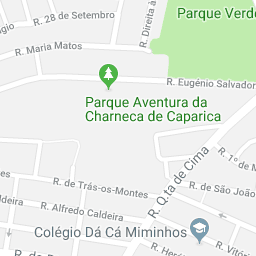 R. 28 de Setembro
Parque Verde
R. Direita à
R. Maria Matos
R. Eugénio Salvador
Parque Aventura da
Charneca de Caparica
R. Q.ta de Cima
R. 1º de M
R. de Trás-os-Montes
R. de São João
R. Alfredo Caldeira
Colégio Dá Cá Miminhos
R. Vitó
R. Her